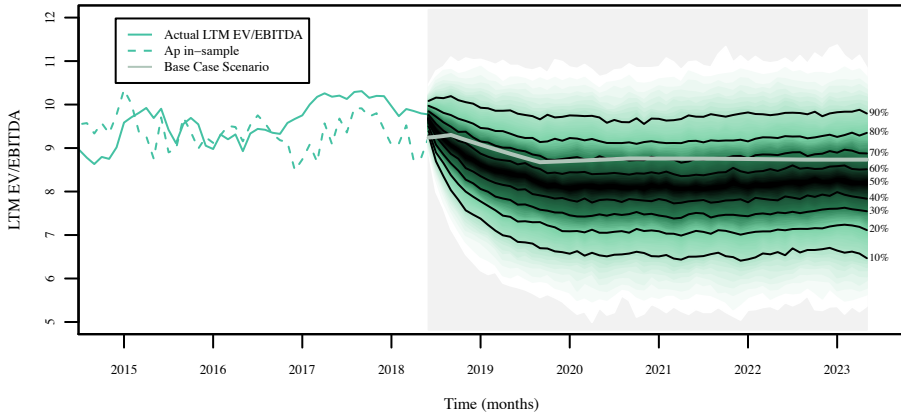 Actual LTM EV/EBITDA
Ap in−sample
Base Case Scenario
LTM EV/EBITDA
12
11
10
9
8
7
6
5
90%
80%
70%
60%
50%
40%
30%
20%
10%
2015 2016 2017 2018 2019 2020 2021 2022 2023
Time (months)